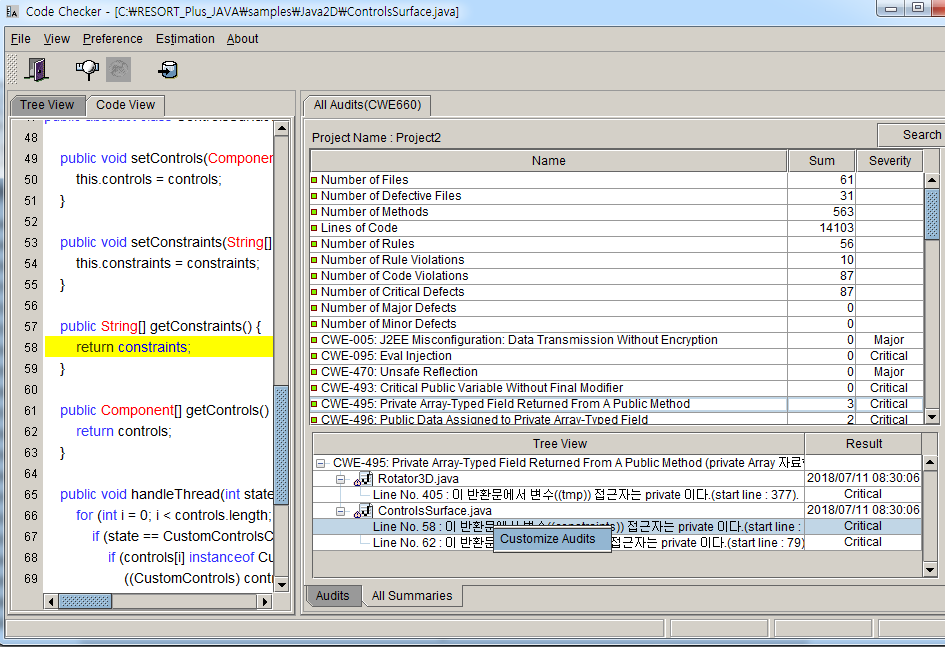 Code Checker - [C:₩RESORT_Plus_JAVA₩samples₩Java2D₩ControlsSurface.java]
File View Preference Estimation About
Tree View Code View
48
49 public void setControls(Componen
50 this.controls = controls;
51 }
52
53 public void setConstraints(String[]
54 this.constraints = constraints;
55 }
56
57 public String[] getConstraints() {
58 return constraints;
59 }
60
61 public Component[] getControls()
62 return controls;
63 }
64
65 public void handleThread(int state
66 for (int i = 0; i < controls.length;
67 if (state == CustomControlsC
68 if (controls[i] instanceof Cu
69 ((CustomControls) contr
All Audits(CWE660)
Project Name : Project2
Search
Name Sum Severity
Number of Files 61
Number of Defective Files 31
Number of Methods 563
Lines of Code 14103
Number of Rules 56
Number of Rule Violations 10
Number of Code Violations 87
Number of Critical Defects 87
Number of Major Defects 0
Number of Minor Defects 0
CWE-005: J2EE Misconfiguration: Data Transmission Without Encryption 0 Major
CWE-095: Eval Injection 0 Critical
CWE-470: Unsafe Reflection 0 Major
CWE-493: Critical Public Variable Without Final Modifier 0 Critical
CWE-495: Private Array-Typed Field Returned From A Public Method 3 Critical
CWE-496: Public Data Assigned to Private Array-Typed Field 2 Critical
Tree View Result
CWE-495: Private Array-Typed Field Returned From A Public Method (private Array 자료
Rotator3D.java 2018/07/11 08:30:06
Line No. 405 : 이 반환문에서 변수((tmp)) 접근자는 private 이다.(start line : 377). Critical
ControlsSurface.java 2018/07/11 08:30:06
Line No. 58 : 이 반환문에서 변수((constraints)) 접근자는 private 이다.(start line : Critical
Customize Audits
Line No. 62 : 이 반환문 접근자는 private 이다.(start line : 79) Critical
Audits All Summaries